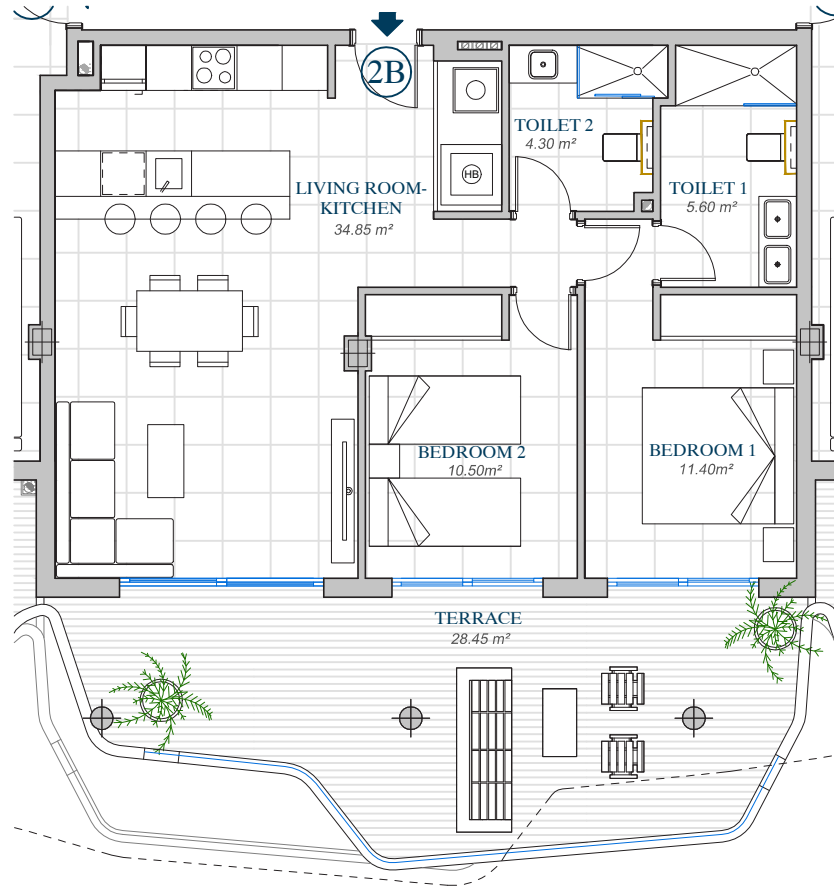 2B
TOILET 2
4.30 m²
TOILET 1
5.60 m²
HB
LIVING ROOM-
KITCHEN
34.85 m²
BEDROOM 2
10.50m²
BEDROOM 1
11.40m²
TERRACE
28.45 m²